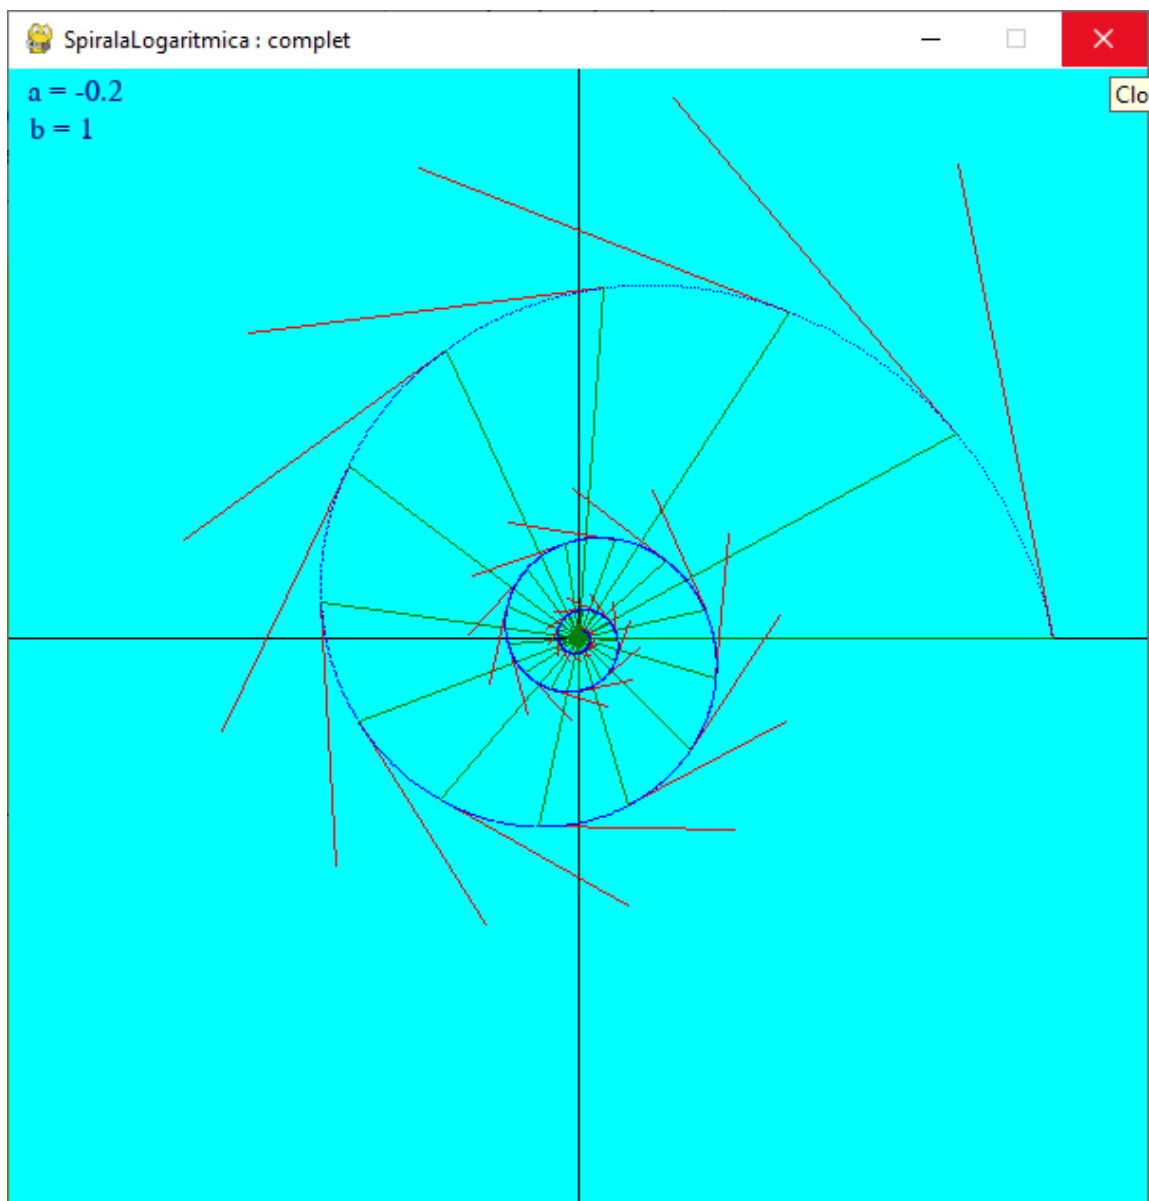 SpiralaLogaritmica : complet
Clo
a = -0.2
b = 1